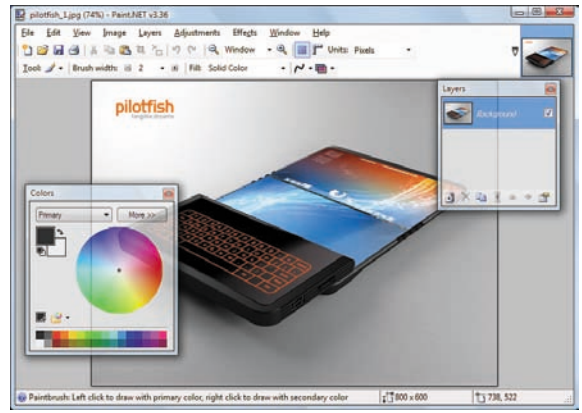 pilotfish_1.jpg (74%) - Paint.NET v3.36
File Edit View Image Layers Adjustments Effects Window Help
Window Units: Pixels
Tool: Brush width: 2 Fill: Solid Color
Layers
Background
pilotfish
tangible dreams
Colors
Primary More >>
Paintbrush: Left click to draw with primary color, right click to draw with secondary color 800 x 600 738, 522